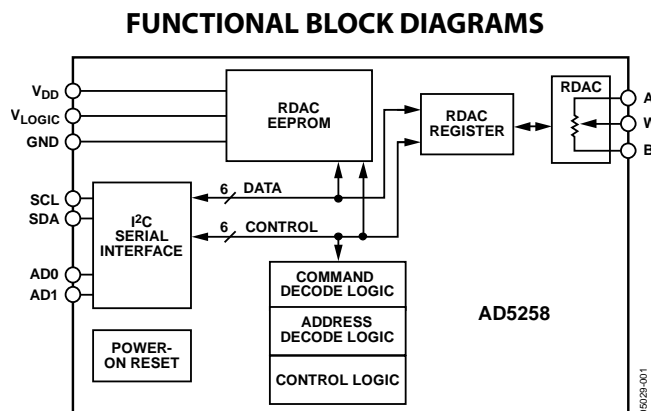 FUNCTIONAL BLOCK DIAGRAMS
VDD
VLOGIC
GND
SCL
SDA
AD0
AD1
RDAC
EEPROM
I2C
SERIAL
INTERFACE
POWER-
ON RESET
6 DATA
6 CONTROL
COMMAND
DECODE LOGIC
ADDRESS
DECODE LOGIC
CONTROL LOGIC
RDAC
REGISTER
RDAC
A
W
B
AD5258
05029-001